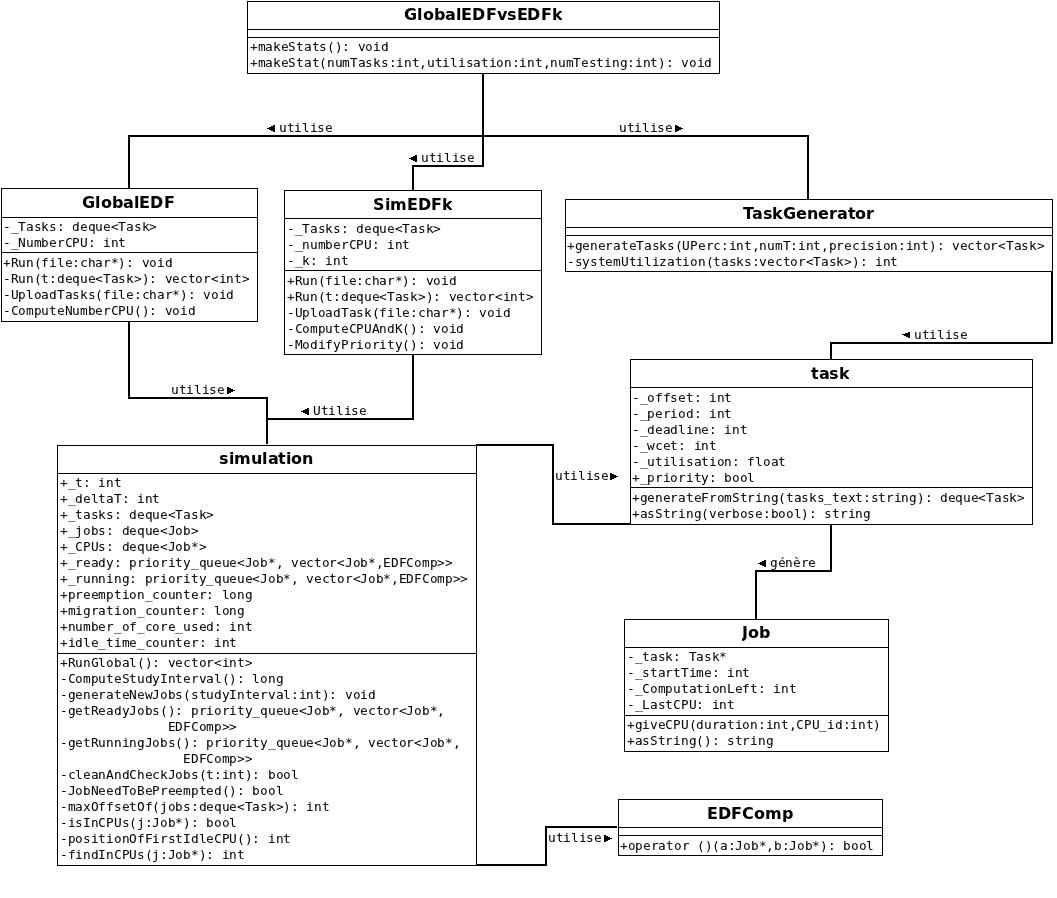 GlobalEDFvsEDFk
+makeStats(): void
+makeStat(numTasks:int,utilisation:int,numTesting:int): void
◄ utilise
utilise►
◄ utilise
GlobalEDF
-_Tasks: deque<Task>
-_NumberCPU: int
+Run(file:char*): void
-Run(t:deque<Task>): vector<int>
-UploadTasks(file:char*): void
-ComputeNumberCPU(): void
SimEDFk
-_Tasks: deque<Task>
-_numberCPU: int
-_k: int
+Run(file:char*): void
+Run(t:deque<Task>): vector<int>
-UploadTask(file:char*): void
-ComputeCPUAndK(): void
-ModifyPriority(): void
TaskGenerator
+generateTasks(UPerc:int,numT:int,precision:int): vector<Task>
-systemUtilization(tasks:vector<Task>): int
◄ utilise
utilise►
◄ Utilise
task
-_offset: int
-_period: int
-_deadline: int
-_wcet: int
-_utilisation: float
+_priority: bool
+generateFromString(tasks_text:string): deque<Task>
+asString(verbose:bool): string
simulation
+_t: int
+_deltaT: int
+_tasks: deque<Task>
+_jobs: deque<Job>
+_CPUs: deque<Job*>
+_ready: priority_queue<Job*, vector<Job*,EDFComp>>
+_running: priority_queue<Job*, vector<Job*,EDFComp>>
+preemption_counter: long
+migration_counter: long
+number_of_core_used: int
+idle_time_counter: int
+RunGlobal(): vector<int>
-ComputeStudyInterval(): long
-generateNewJobs(studyInterval:int): void
-getReadyJobs(): priority_queue<Job*, vector<Job*,
EDFComp>>
-getRunningJobs(): priority_queue<Job*, vector<Job*,
EDFComp>>
-cleanAndCheckJobs(t:int): bool
-JobNeedToBePreempted(): bool
-maxOffsetOf(jobs:deque<Task>): int
-isInCPUs(j:Job*): bool
-positionOfFirstIdleCPU(): int
-findInCPUs(j:Job*): int
utilise►
◄ génère
Job
-_task: Task*
-_startTime: int
-_ComputationLeft: int
-_LastCPU: int
+giveCPU(duration:int,CPU_id:int)
+asString(): string
utilise►
EDFComp
+operator ()(a:Job*,b:Job*): bool